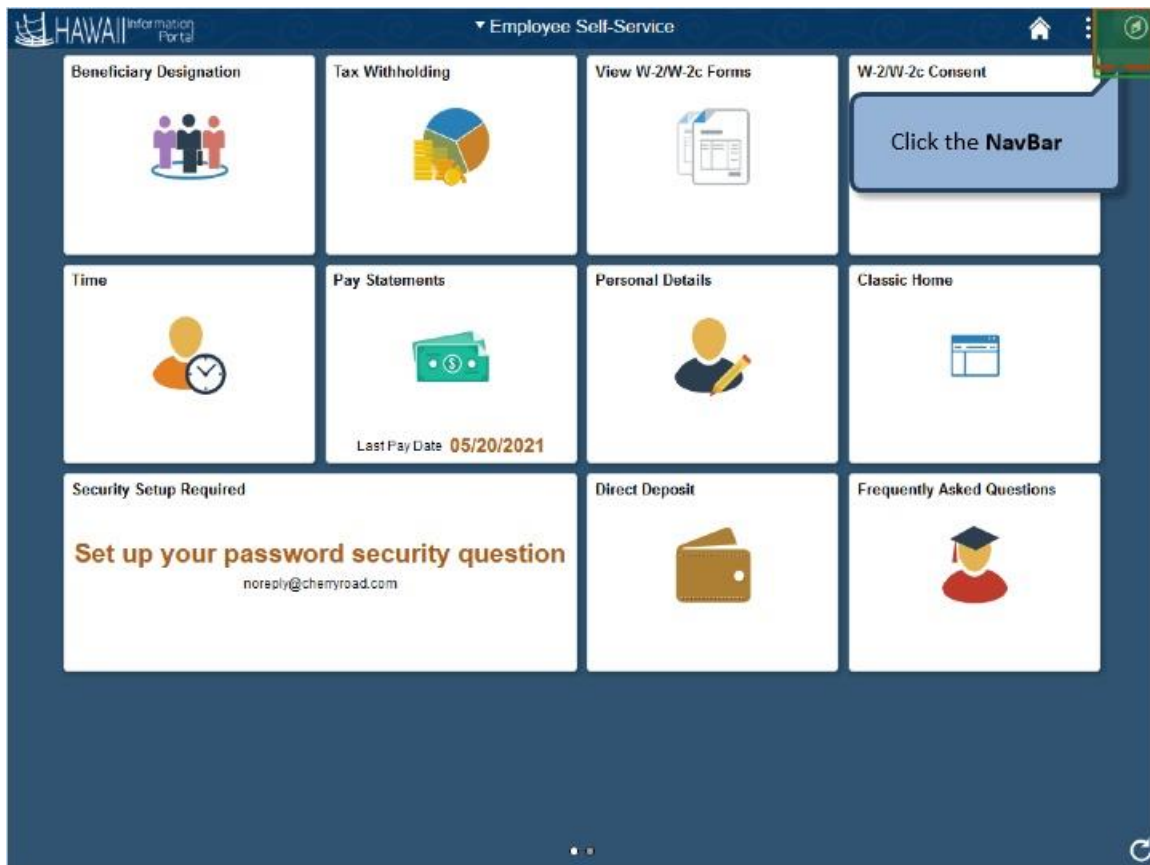 HAWAII Information Portal
Employee Self-Service
Beneficiary Designation
Tax Withholding
View W-2/W-2c Forms
W-2/W-2c Consent
Click the NavBar
Time
Pay Statements
Personal Details
Classic Home
Last Pay Date 05/20/2021
Security Setup Required
Direct Deposit
Frequently Asked Questions
Set up your password security question
noreply@cherryroad.com